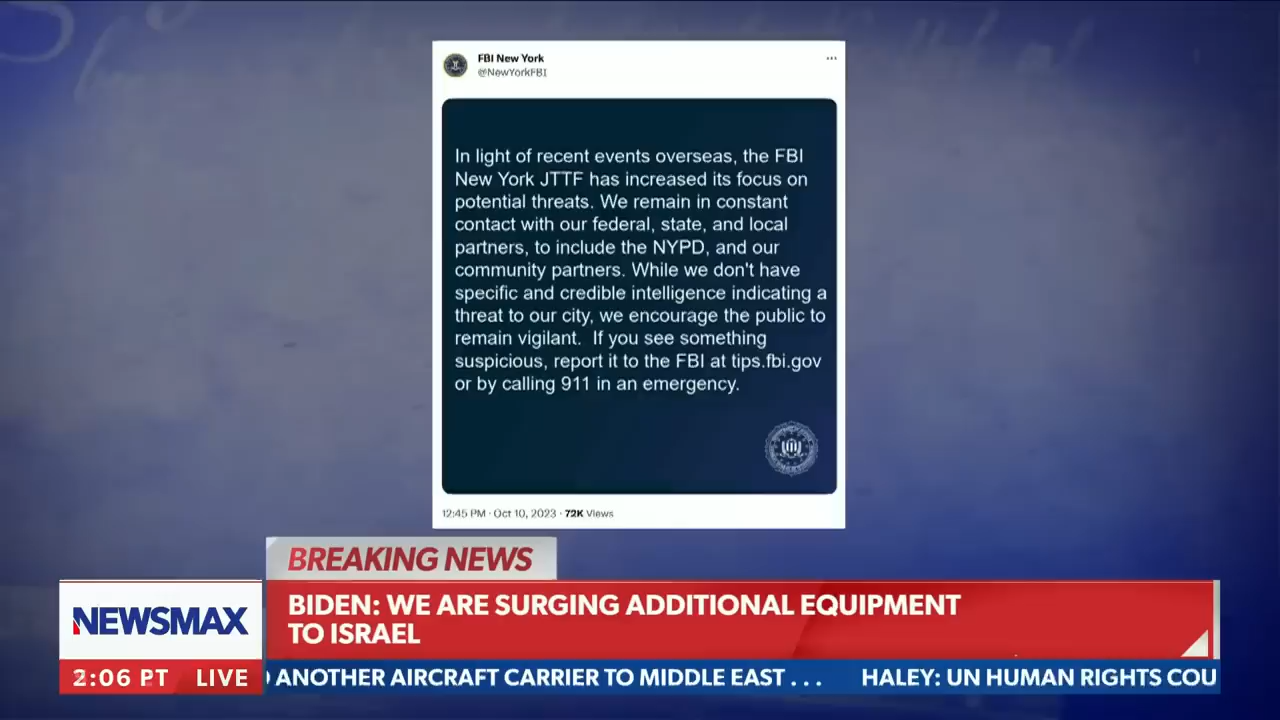 FBI New York
@NewYorkFBI
In light of recent events overseas, the FBI
New York JTTF has increased its focus on
potential threats. We remain in constant
contact with our federal, state, and local
partners, to include the NYPD, and our
community partners. While we don't have
specific and credible intelligence indicating a
threat to our city, we encourage the public to
remain vigilant.  If you see something
suspicious, report it to the FBI at tips.fbi.gov
or by calling 911 in an emergency.
12:45 PM · Oct 10, 2023 · 72K Views
BREAKING NEWS
NEWSMAX
BIDEN: WE ARE SURGING ADDITIONAL EQUIPMENT
TO ISRAEL
2:06 PT LIVE
ANOTHER AIRCRAFT CARRIER TO MIDDLE EAST . . . HALEY: UN HUMAN RIGHTS COU